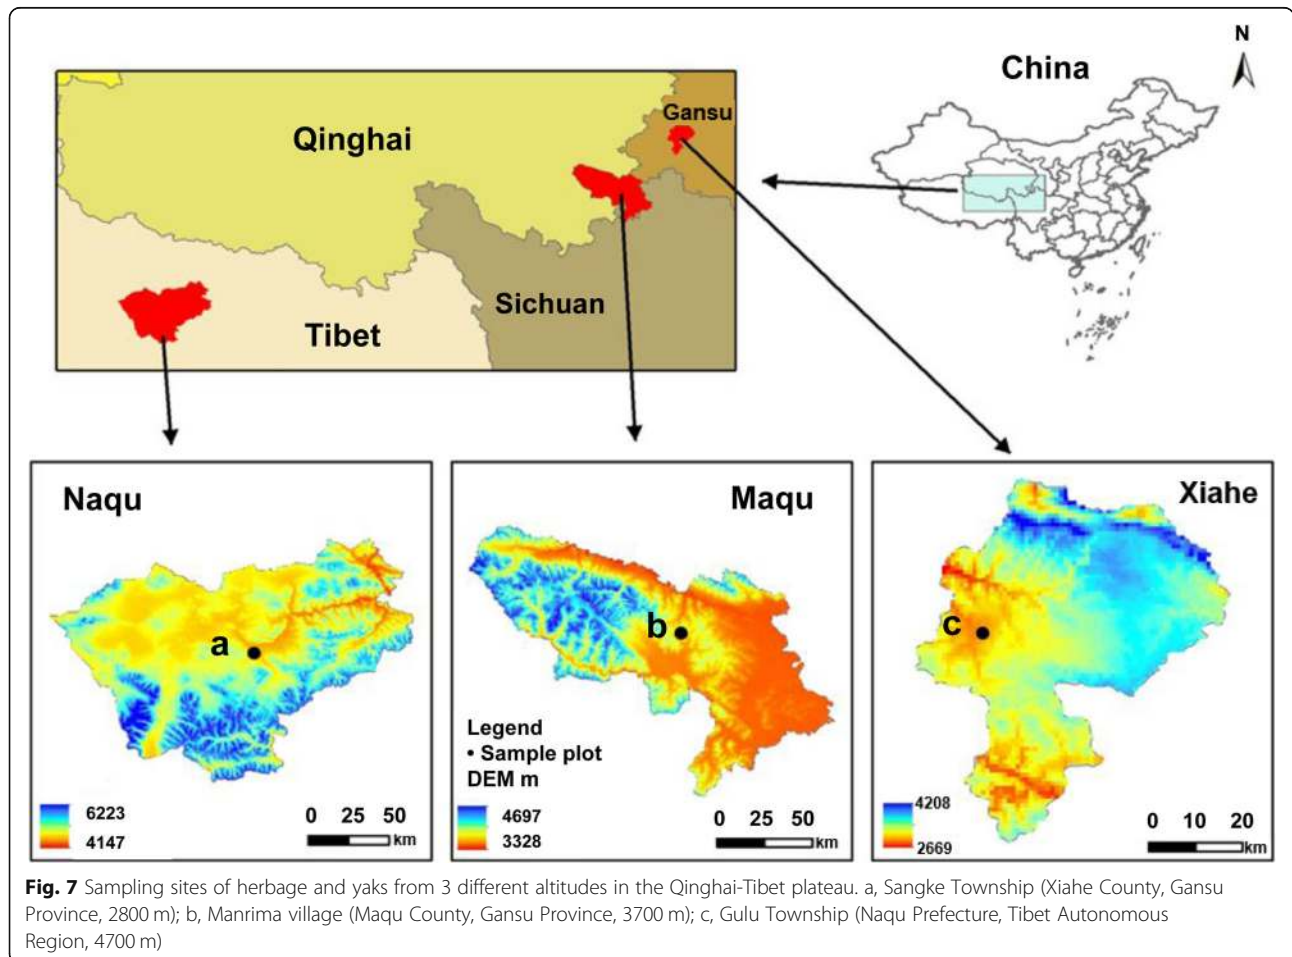 N
China
Gansu
Qinghai
Sichuan
Tibet
Naqu
a
6223
4147
0 25 50
km
Maqu
b
Legend
• Sample plot
DEM m
4697
3328
0 25 50
km
Xiahe
c
4208
2669
0 10 20
km
Fig. 7 Sampling sites of herbage and yaks from 3 different altitudes in the Qinghai-Tibet plateau. a, Sangke Township (Xiahe County, Gansu
Province, 2800 m); b, Manrima village (Maqu County, Gansu Province, 3700 m); c, Gulu Township (Naqu Prefecture, Tibet Autonomous
Region, 4700 m)